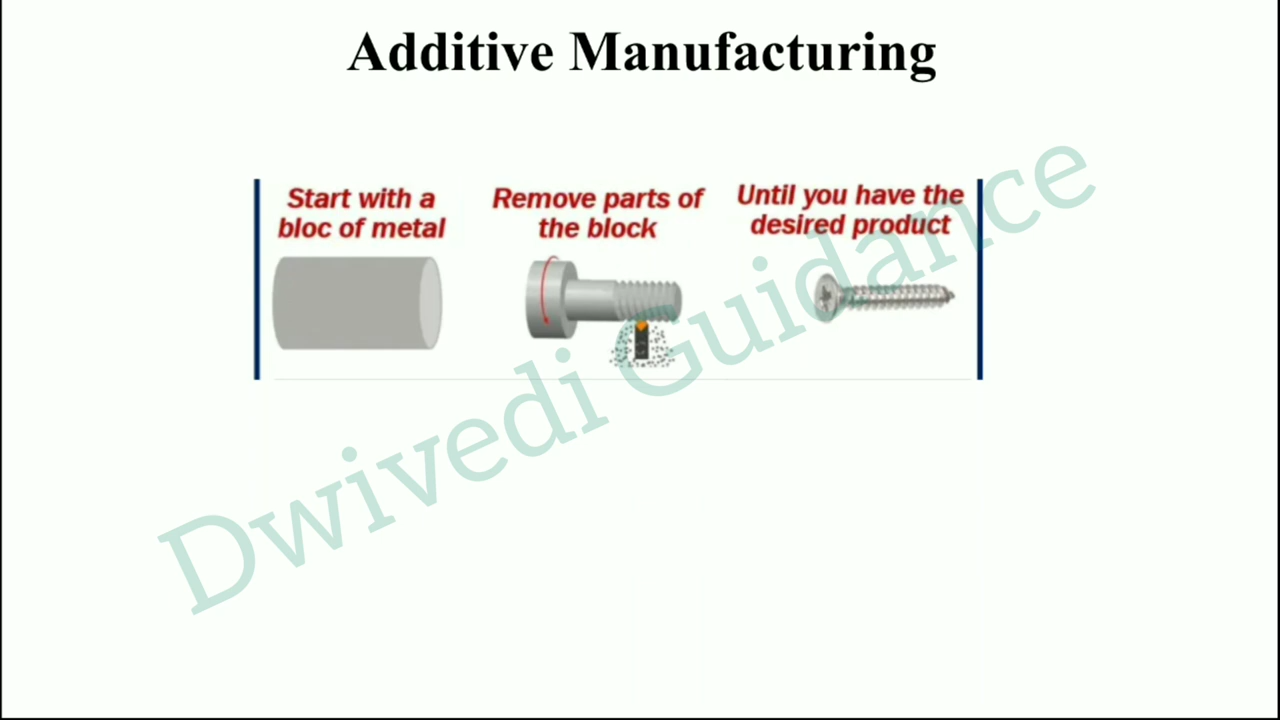 Additive Manufacturing
Start with a
bloc of metal
Remove parts of
the block
Until you have the
desired product
Dwivedi Guidance